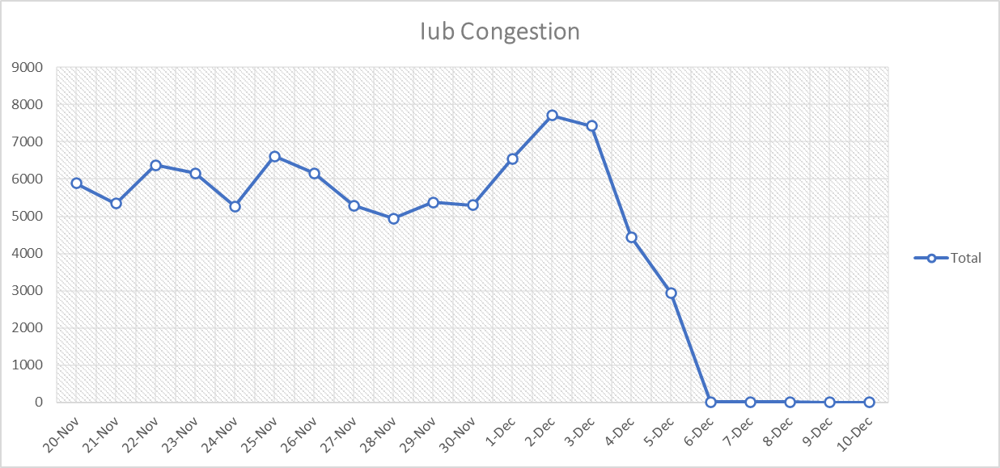 Iub Congestion
9000
8000
7000
6000
5000
4000
3000
2000
1000
0
20-Nov
21-Nov
22-Nov
23-Nov
24-Nov
25-Nov
26-Nov
27-Nov
28-Nov
29-Nov
30-Nov
1-Dec
2-Dec
3-Dec
4-Dec
5-Dec
6-Dec
7-Dec
8-Dec
9-Dec
10-Dec
Total